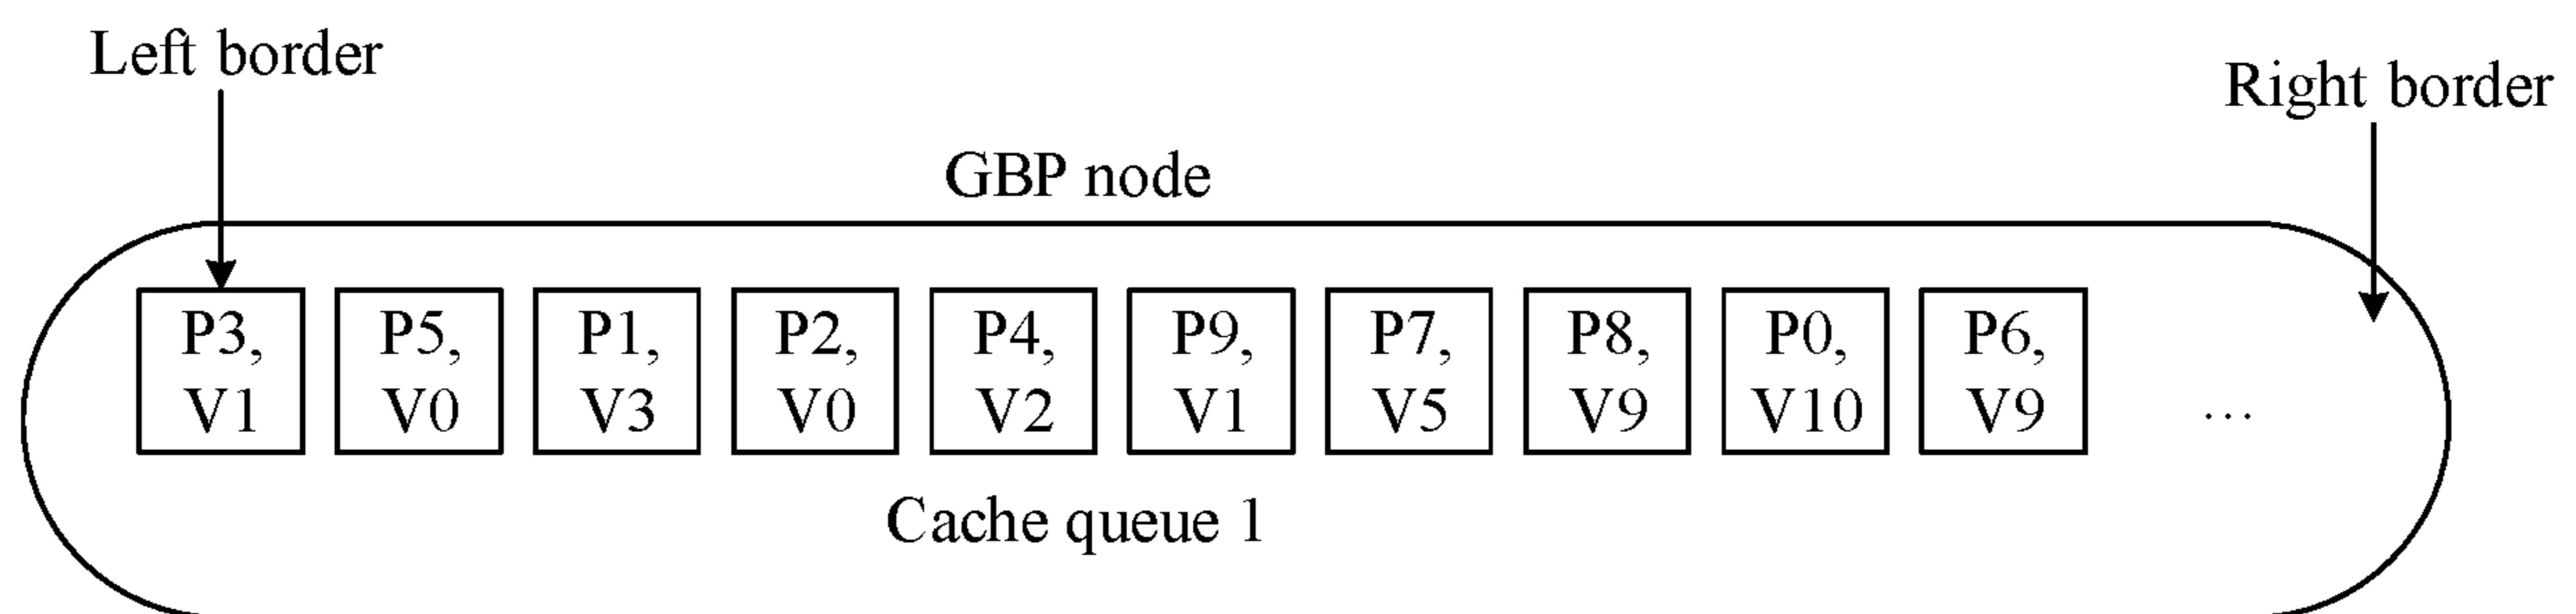 Left border
Right border
GBP node
P3, P5, P1, P2, P4, P9, P7, P8, P0, P6,
V1 V0 V3 V0 V2 V1 V5 V9 V10 V9 ...
Cache queue 1